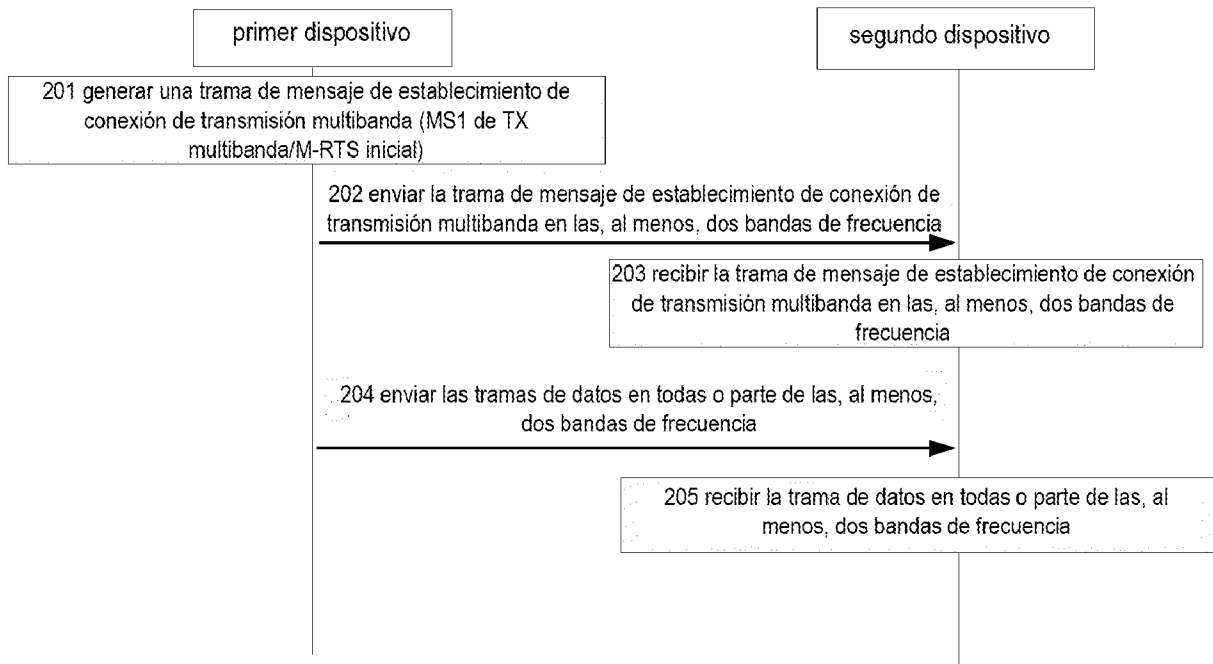 primer dispositivo
segundo dispositivo
201 generar una trama de mensaje de establecimiento de
conexión de transmisión multibanda (MS1 de TX
multibanda/M-RTS inicial)
202 enviar la trama de mensaje de establecimiento de conexión de
transmisión multibanda en las, al menos, dos bandas de frecuencia
203 recibir la trama de mensaje de establecimiento de conexión
de transmisión multibanda en las, al menos, dos bandas de
frecuencia
204 enviar las tramas de datos en todas o parte de las, al menos,
dos bandas de frecuencia
205 recibir la trama de datos en todas o parte de las, al
menos, dos bandas de frecuencia